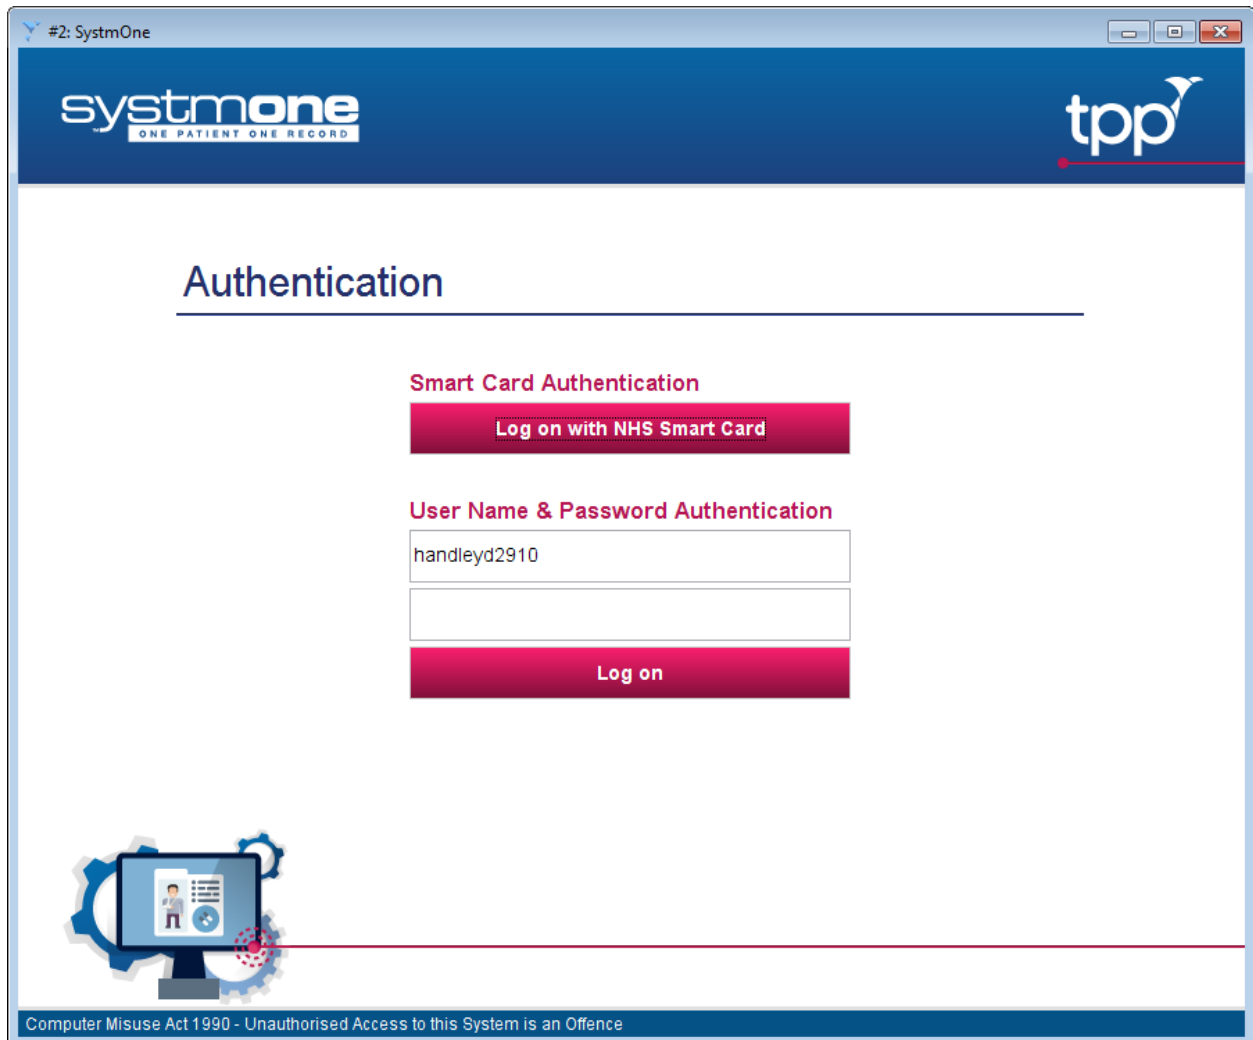 #2: SystmOne
systmone
ONE PATIENT ONE RECORD
tpp
Authentication
Smart Card Authentication
Log on with NHS Smart Card
User Name & Password Authentication
handleyd2910
Log on
Computer Misuse Act 1990 - Unauthorised Access to this System is an Offence